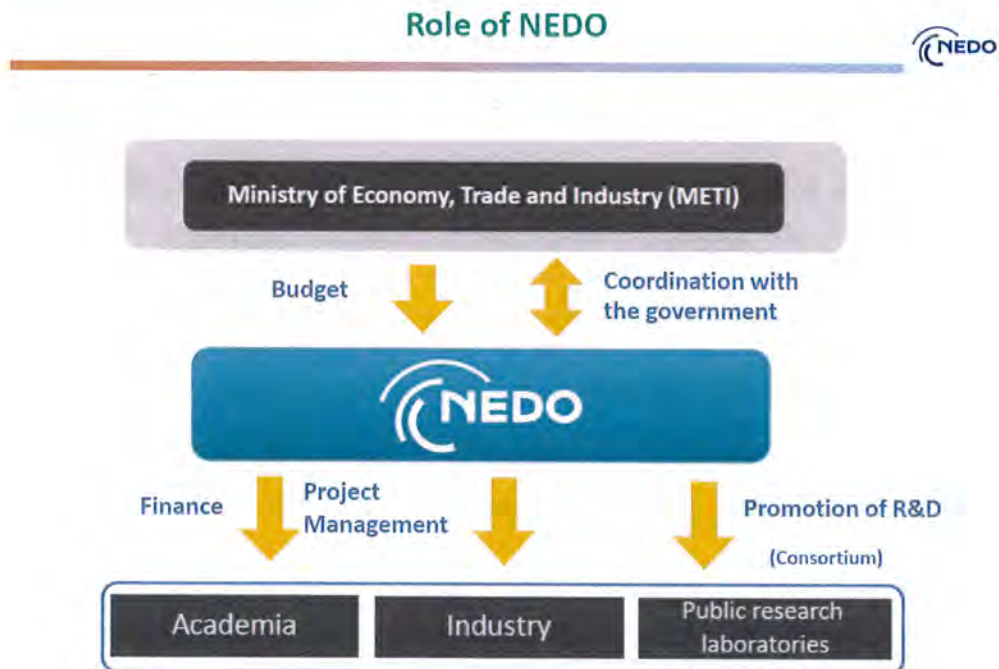 Role of NEDO
NEDO
Ministry of Economy, Trade and Industry (METI)
Budget
Coordination with
the government
NEDO
Finance
Project
Management
Promotion of R&D
(Consortium)
Academia
Industry
Public research
laboratories